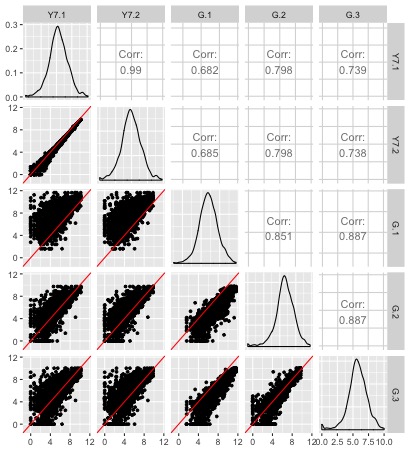 Y7.1 Y7.2 G.1 G.2 G.3
0.3
0.2
0.1
0.0
Corr:
0.99
Corr:
0.682
Corr:
0.798
Corr:
0.739
Y7.1
12
8
4
0
Corr:
0.685
Corr:
0.798
Corr:
0.738
Y7.2
12
8
4
0
Corr:
0.851
Corr:
0.887
G.1
12
8
4
0
Corr:
0.887
G.2
12
8
4
0
G.3
0 4 8 12 0 4 8 12 0 4 8 12 0 4 8 12 0.0 2.5 5.0 7.5 10.0